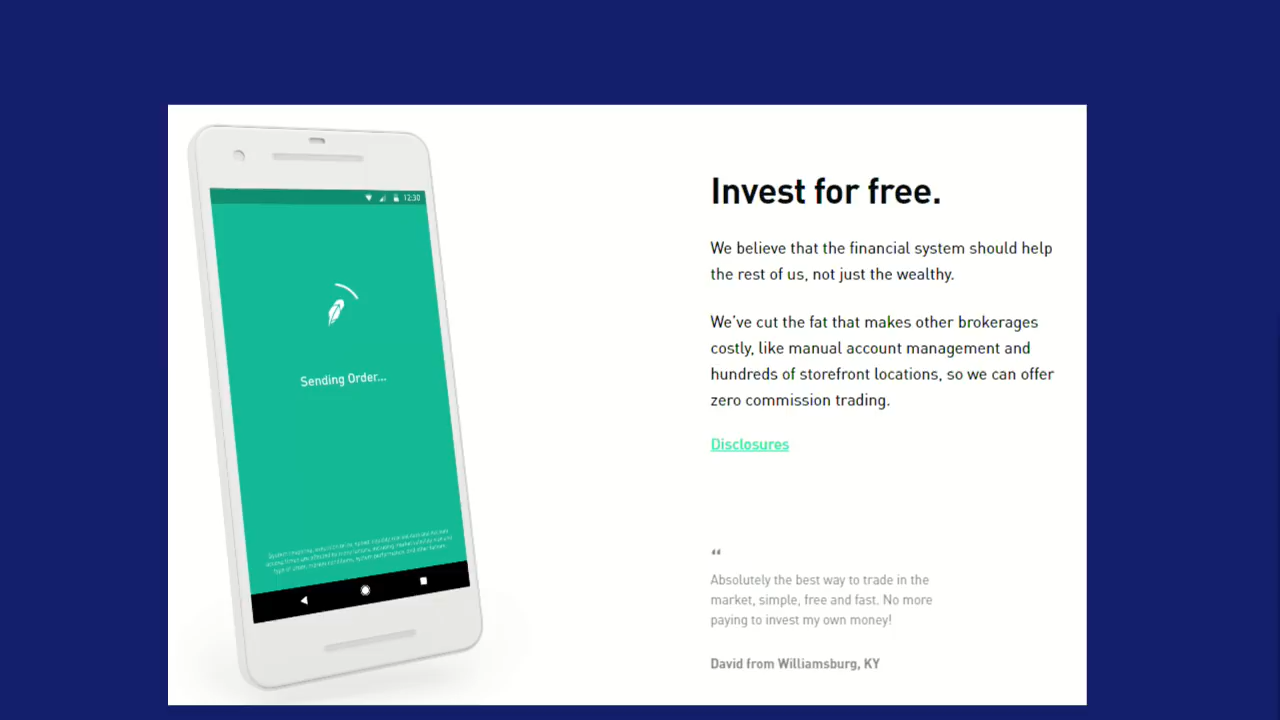 12:30
Sending Order...
Invest for free.
We believe that the financial system should help
the rest of us, not just the wealthy.
We've cut the fat that makes other brokerages
costly, like manual account management and
hundreds of storefront locations, so we can offer
zero commission trading.
Disclosures
“
Absolutely the best way to trade in the
market, simple, free and fast. No more
paying to invest my own money!
David from Williamsburg, KY